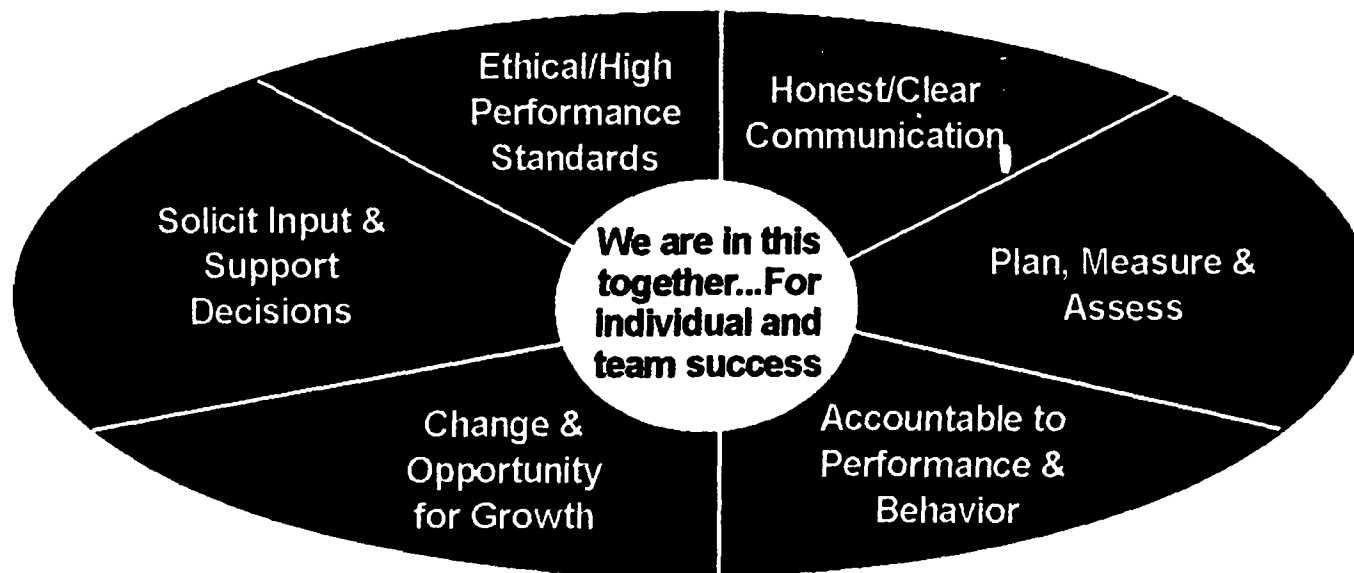 Ethical/High
Performance
Standards
Honest/Clear
Communication
Solicit Input &
Support
Decisions
We are in this
together...For
individual and
team success
Plan, Measure &
Assess
Change &
Opportunity
for Growth
Accountable to
Performance &
Behavior